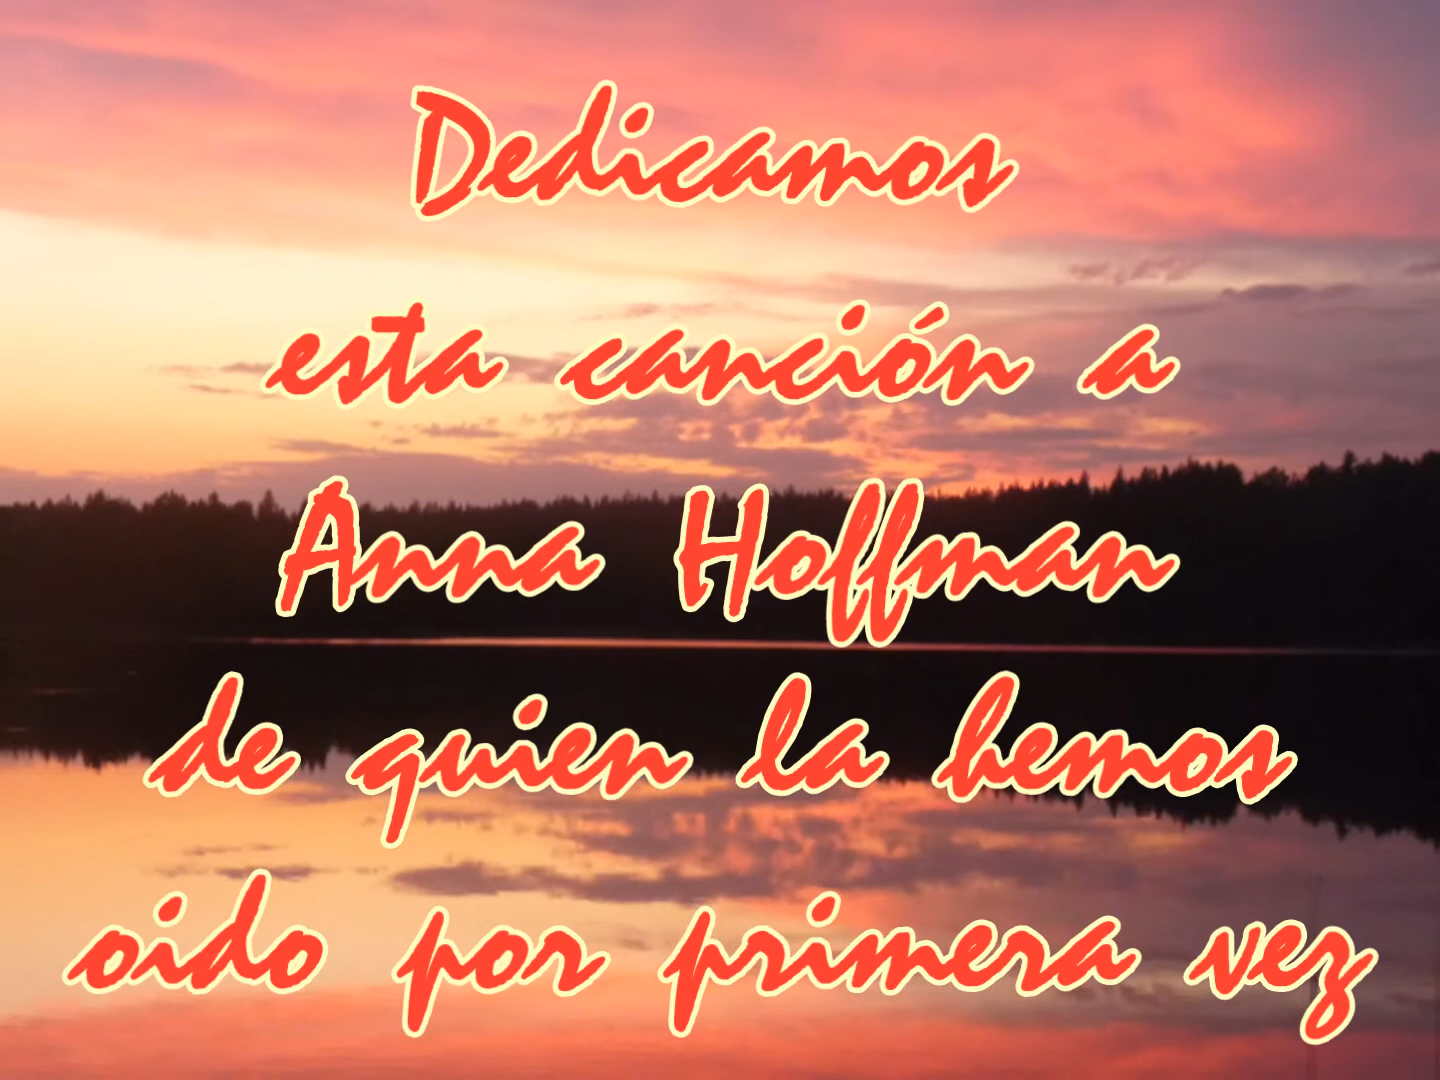 Dedicamos
esta canción a
Anna Hoffman
de quien la hemos
oido por primera vez